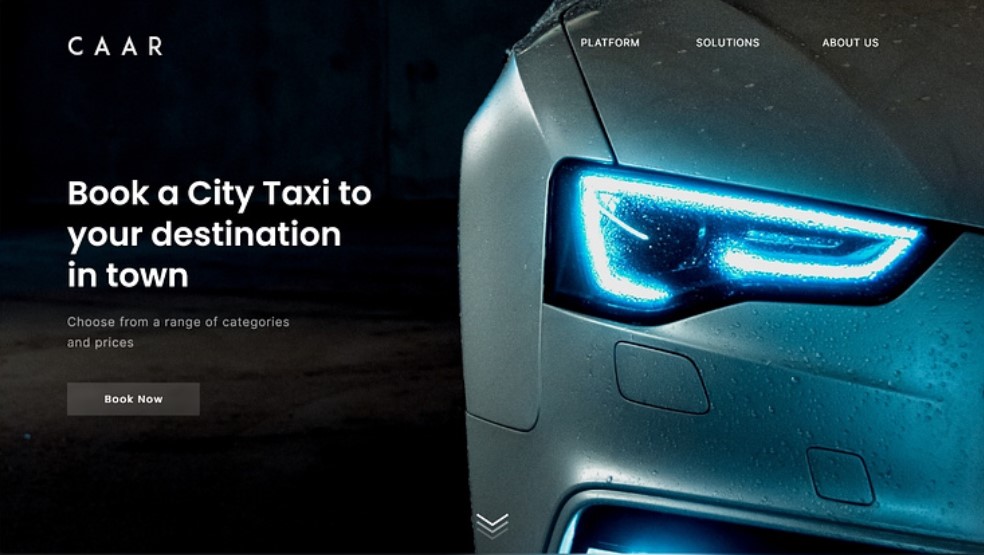 CAAR
PLATFORM
SOLUTIONS
ABOUT US
Book a City Taxi to
your destination
in town
Choose from a range of categories
and prices
Book Now